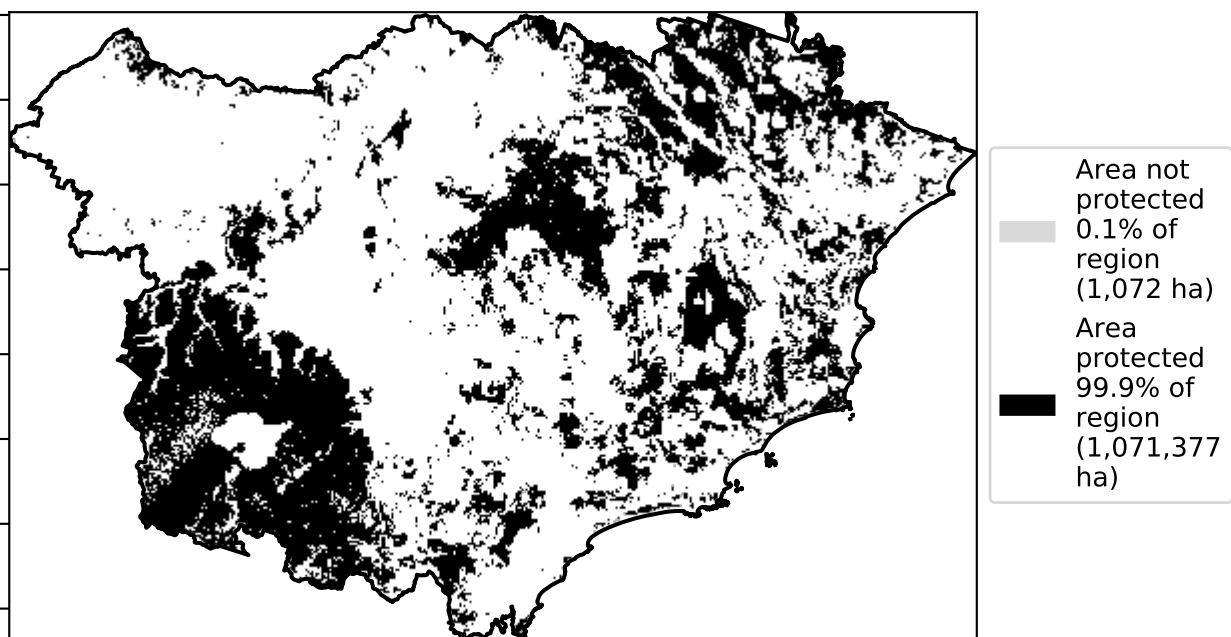 Area not
protected
0.1% of
region
(1,072 ha)
Area
protected
99.9% of
region
(1,071,377
ha)